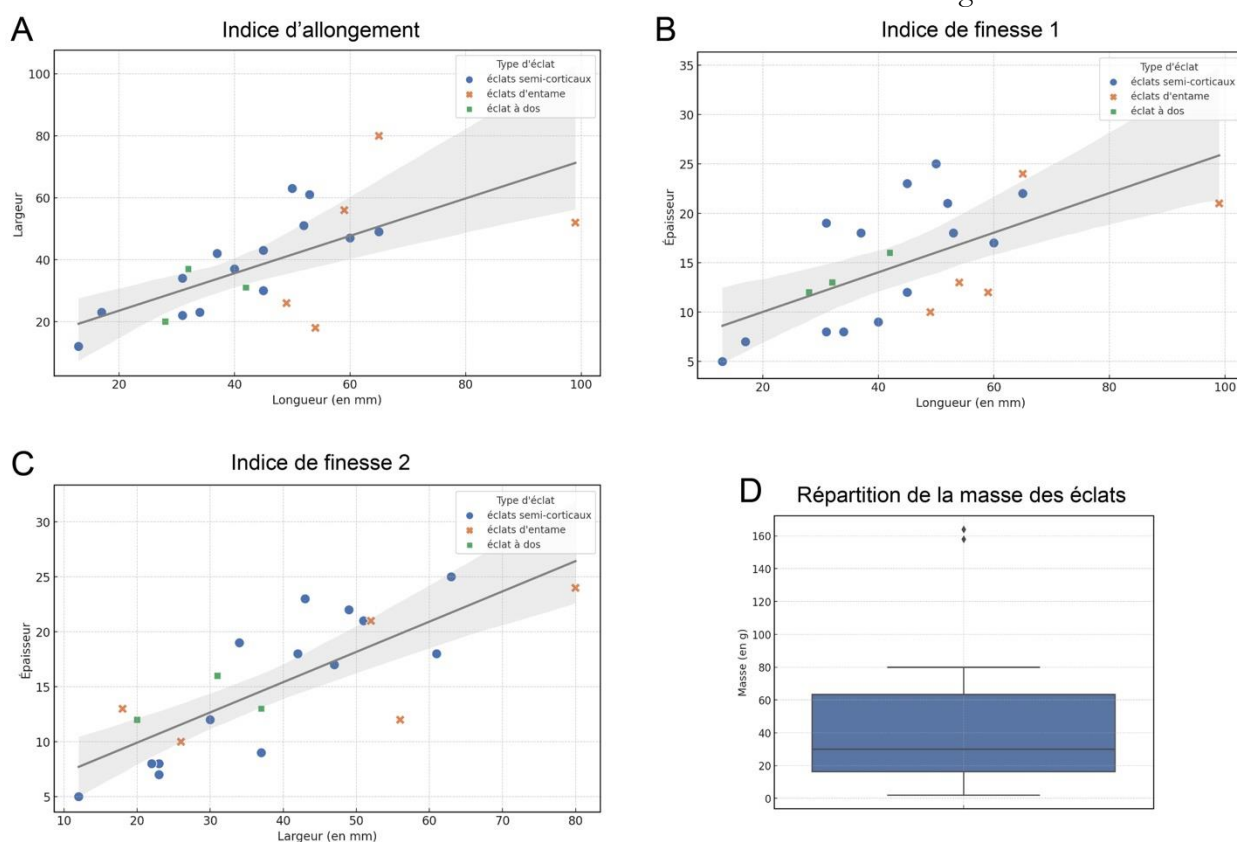 A
Indice d'allongement
Type d'éclat
éclats semi-corticaux
éclats d'entame
éclat à dos
100
80
60
40
20
Largeur
20
40
60
80
100
Longueur (en mm)
B
Indice de finesse 1
Type d'éclat
éclats semi-corticaux
éclats d'entame
éclat à dos
35
30
25
20
15
10
5
Épaisseur
20
40
60
80
100
Longueur (en mm)
C
Indice de finesse 2
Type d'éclat
éclats semi-corticaux
éclats d'entame
éclat à dos
30
25
20
15
10
5
Épaisseur
10
20
30
40
50
60
70
80
Largeur (en mm)
D
Répartition de la masse des éclats
160
140
120
100
80
60
40
20
0
Masse (en g)